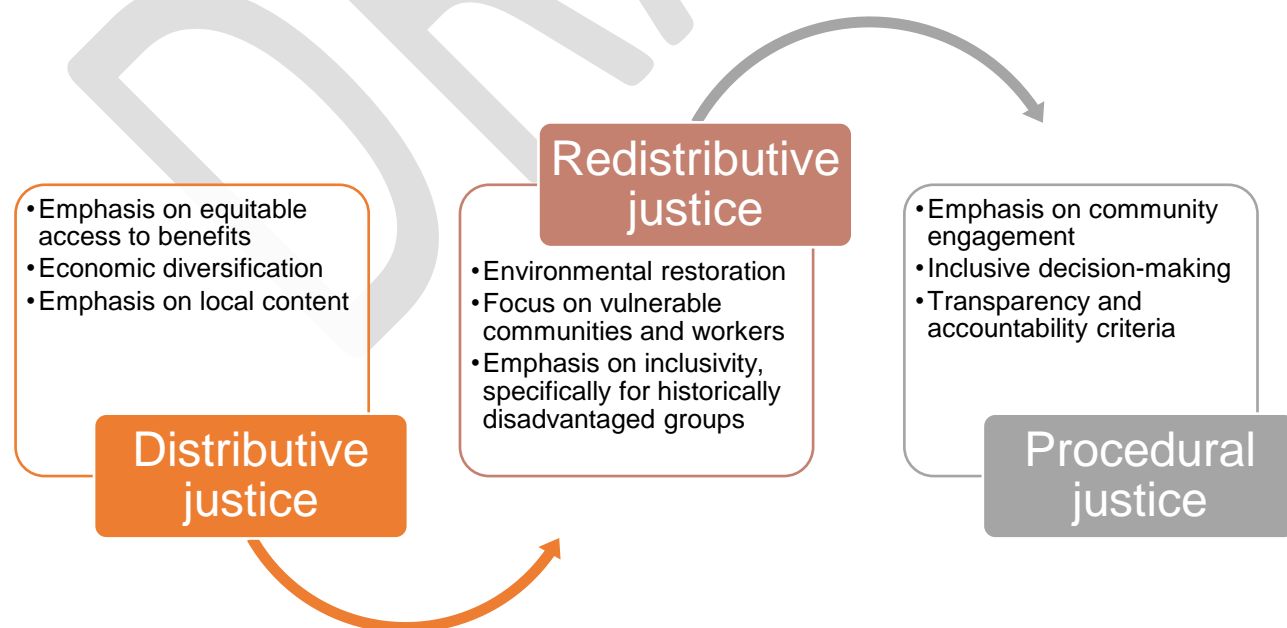 •Emphasis on equitable
access to benefits
•Economic diversification
•Emphasis on local content
Distributive
justice
Redistributive
justice
•Environmental restoration
•Focus on vulnerable
communities and workers
•Emphasis on inclusivity,
specifically for historically
disadvantaged groups
•Emphasis on community
engagement
•Inclusive decision-making
•Transparency and
accountability criteria
Procedural
justice